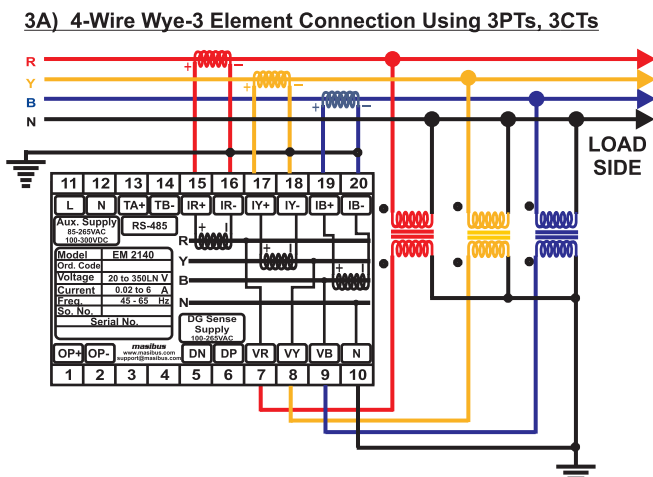 3A) 4-Wire Wye-3 Element Connection Using 3PTs, 3CTs
R
+ –
Y
+ –
B
+ –
N
LOAD
SIDE
11 12 13 14 15 16 17 18 19 20
L N TA+ TB- IR+ IR- IY+ IY- IB+ IB-
Aux. Supply
85-265VAC
100-300VDC
RS-485
+ –
R
+ –
Y
+ –
B
N
Model EM 2140
Ord. Code
Voltage 20 to 350LN V
Current 0.02 to 6 A
Freq. 45 - 65 Hz
So. No.
Serial No.
DG Sense
Supply
100-265VAC
masibus
www.masibus.com
support@masibus.com
OP+ OP- DN DP VR VY VB N
1 2 3 4 5 6 7 8 9 10